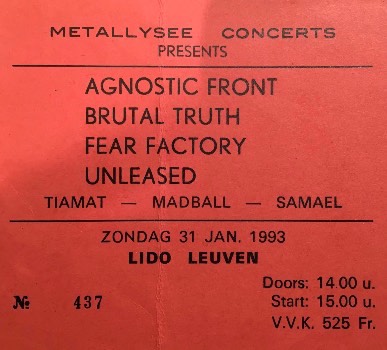 METALLYSEE CONCERTS
PRESENTS
AGNOSTIC FRONT
BRUTAL TRUTH
FEAR FACTORY
UNLEASED
TIAMAT — MADBALL — SAMAEL
ZONDAG 31 JAN. 1993
LIDO LEUVEN
Doors: 14.00 u.
Start: 15.00 u.
№ 437
V.V.K. 525 Fr.